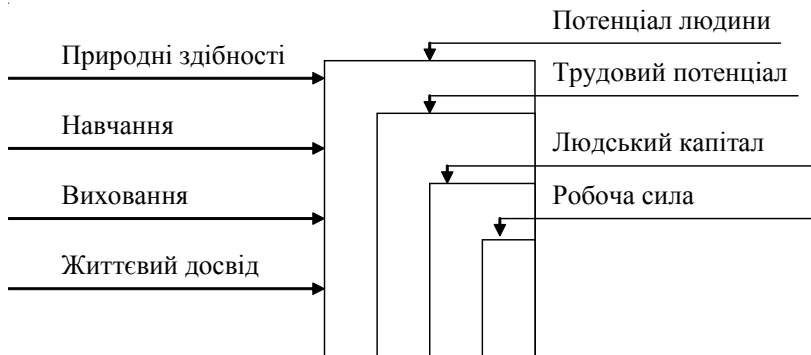 Потенціал людини
Природні здібності
Трудовий потенціал
Навчання
Людський капітал
Виховання
Робоча сила
Життєвий досвід